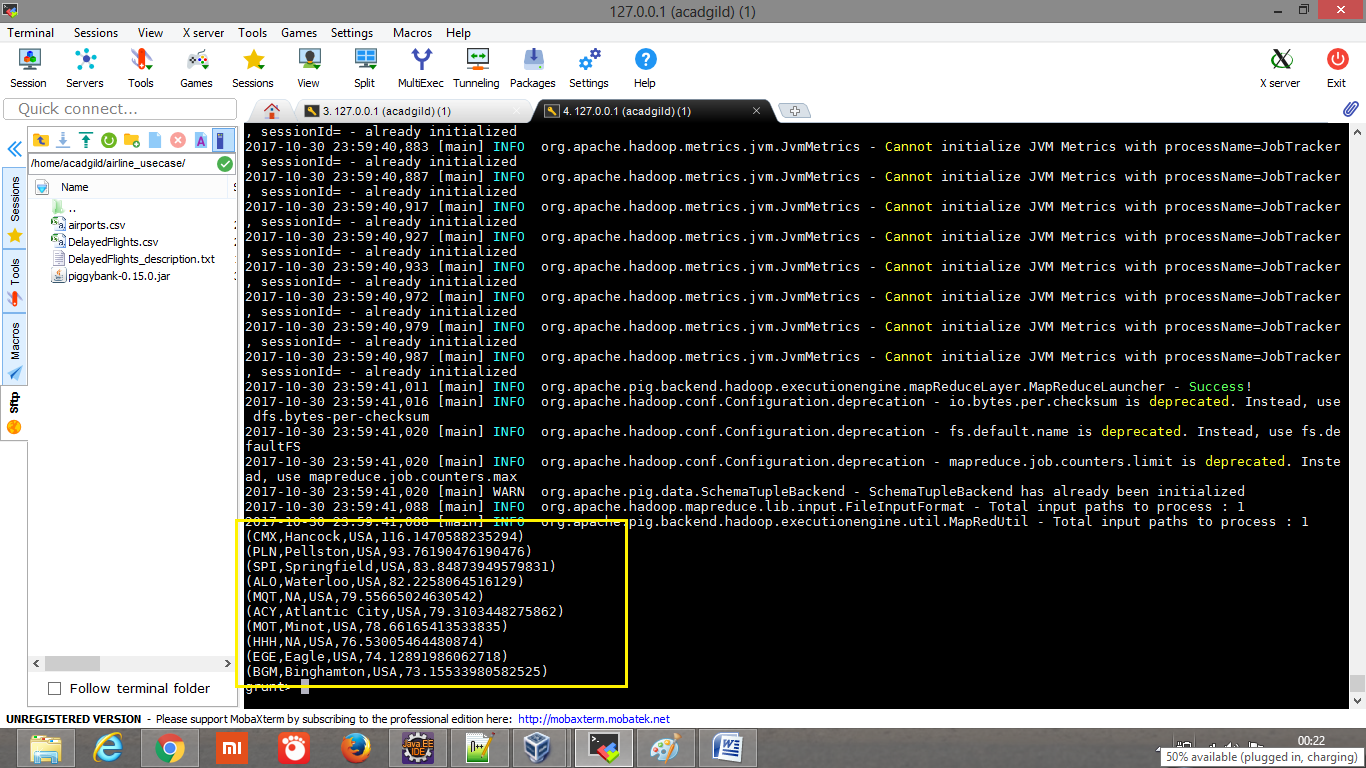 127.0.0.1 (acadgild) (1)
Terminal Sessions View X server Tools Games Settings Macros Help
Session Servers Tools Games Sessions View Split MultiExec Tunneling Packages Settings Help X server Exit
Quick connect...
3. 127.0.0.1 (acadgild) (1)
4. 127.0.0.1 (acadgild) (1)
/home/acadgild/airline_usecase/
Name
..
airports.csv
DelayedFlights.csv
DelayedFlights_description.txt
piggybank-0.15.0.jar
Sessions
Tools
Macros
Sftp
Follow terminal folder
, sessionId= - already initialized
2017-10-30 23:59:40,883 [main] INFO org.apache.hadoop.metrics.jvm.JvmMetrics - Cannot initialize JVM Metrics with processName=JobTracker
, sessionId= - already initialized
2017-10-30 23:59:40,887 [main] INFO org.apache.hadoop.metrics.jvm.JvmMetrics - Cannot initialize JVM Metrics with processName=JobTracker
, sessionId= - already initialized
2017-10-30 23:59:40,917 [main] INFO org.apache.hadoop.metrics.jvm.JvmMetrics - Cannot initialize JVM Metrics with processName=JobTracker
, sessionId= - already initialized
2017-10-30 23:59:40,927 [main] INFO org.apache.hadoop.metrics.jvm.JvmMetrics - Cannot initialize JVM Metrics with processName=JobTracker
, sessionId= - already initialized
2017-10-30 23:59:40,933 [main] INFO org.apache.hadoop.metrics.jvm.JvmMetrics - Cannot initialize JVM Metrics with processName=JobTracker
, sessionId= - already initialized
2017-10-30 23:59:40,972 [main] INFO org.apache.hadoop.metrics.jvm.JvmMetrics - Cannot initialize JVM Metrics with processName=JobTracker
, sessionId= - already initialized
2017-10-30 23:59:40,979 [main] INFO org.apache.hadoop.metrics.jvm.JvmMetrics - Cannot initialize JVM Metrics with processName=JobTracker
, sessionId= - already initialized
2017-10-30 23:59:40,987 [main] INFO org.apache.hadoop.metrics.jvm.JvmMetrics - Cannot initialize JVM Metrics with processName=JobTracker
, sessionId= - already initialized
2017-10-30 23:59:41,011 [main] INFO org.apache.pig.backend.hadoop.executionengine.mapReduceLayer.MapReduceLauncher - Success!
2017-10-30 23:59:41,016 [main] INFO org.apache.hadoop.conf.Configuration.deprecation - io.bytes.per.checksum is deprecated. Instead, use
dfs.bytes-per-checksum
2017-10-30 23:59:41,020 [main] INFO org.apache.hadoop.conf.Configuration.deprecation - fs.default.name is deprecated. Instead, use fs.de
faultFS
2017-10-30 23:59:41,020 [main] INFO org.apache.hadoop.conf.Configuration.deprecation - mapreduce.job.counters.limit is deprecated. Inste
ad, use mapreduce.job.counters.max
2017-10-30 23:59:41,020 [main] WARN org.apache.pig.data.SchemaTupleBackend - SchemaTupleBackend has already been initialized
2017-10-30 23:59:41,088 [main] INFO org.apache.hadoop.mapreduce.lib.input.FileInputFormat - Total input paths to process : 1
2017-10-30 23:59:41,088 [main] INFO org.apache.pig.backend.hadoop.executionengine.util.MapRedUtil - Total input paths to process : 1
(CMX,Hancock,USA,116.1470588235294)
(PLN,Pellston,USA,93.76190476190476)
(SPI,Springfield,USA,83.84873949579831)
(ALO,Waterloo,USA,82.2258064516129)
(MQT,NA,USA,79.55665024630542)
(ACY,Atlantic City,USA,79.3103448275862)
(MOT,Minot,USA,78.66165413533835)
(HHH,NA,USA,76.53005464480874)
(EGE,Eagle,USA,74.12891986062718)
(BGM,Binghamton,USA,73.15533980582525)
grunt>
UNREGISTERED VERSION - Please support MobaXterm by subscribing to the professional edition here: http://mobaxterm.mobatek.net
00:22
50% available (plugged in, charging)